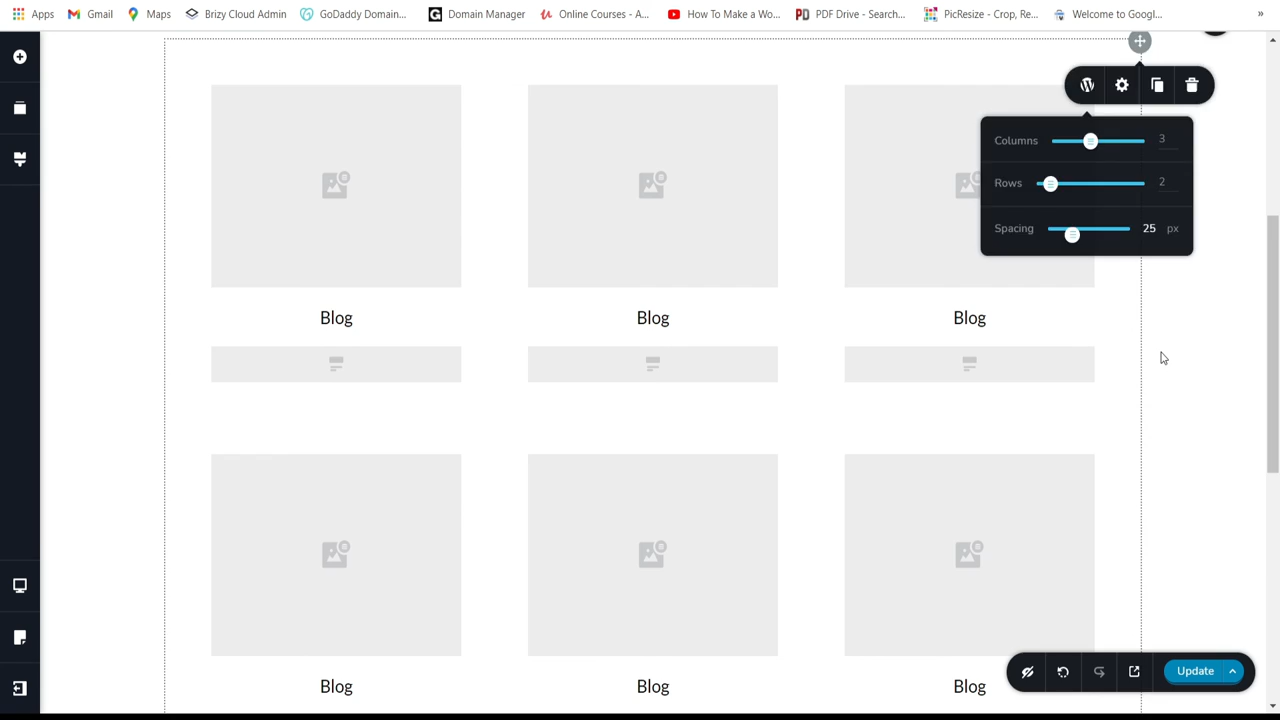 Apps Gmail Maps Brizy Cloud Admin GoDaddy Domain... Domain Manager Online Courses - A... How To Make a Wo... PDF Drive - Search... PicResize - Crop, Re... Welcome to Googl... »
Columns 3
Rows 2
Spacing 25 px
Blog Blog Blog
Update
Blog Blog Blog